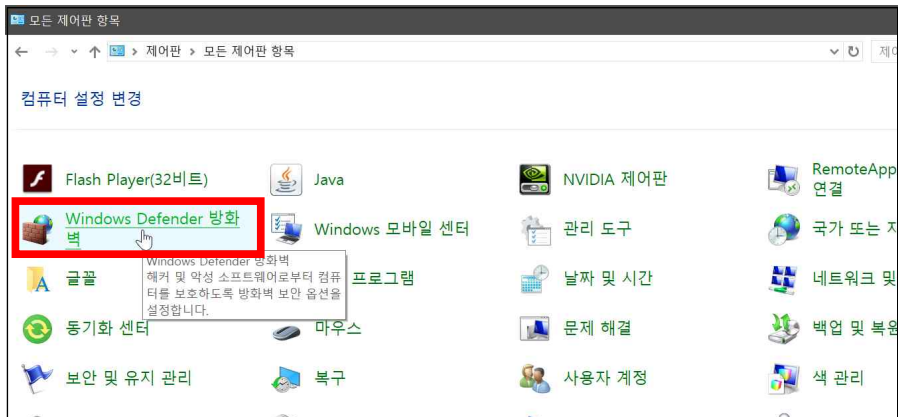 모든 제어판 항목
제어판 > 모든 제어판 항목
컴퓨터 설정 변경
Flash Player(32비트)
Java
NVIDIA 제어판
RemoteApp
연결
Windows Defender 방화
벽
Windows 모바일 센터
관리 도구
국가 또는
Windows Defender 방화벽
해커 및 악성 소프트웨어로부터 컴퓨
터를 보호하도록 방화벽 보안 옵션을
설정합니다.
글꼴
프로그램
날짜 및 시간
네트워크 및
동기화 센터
마우스
문제 해결
백업 및 복원
보안 및 유지 관리
복구
사용자 계정
색 관리